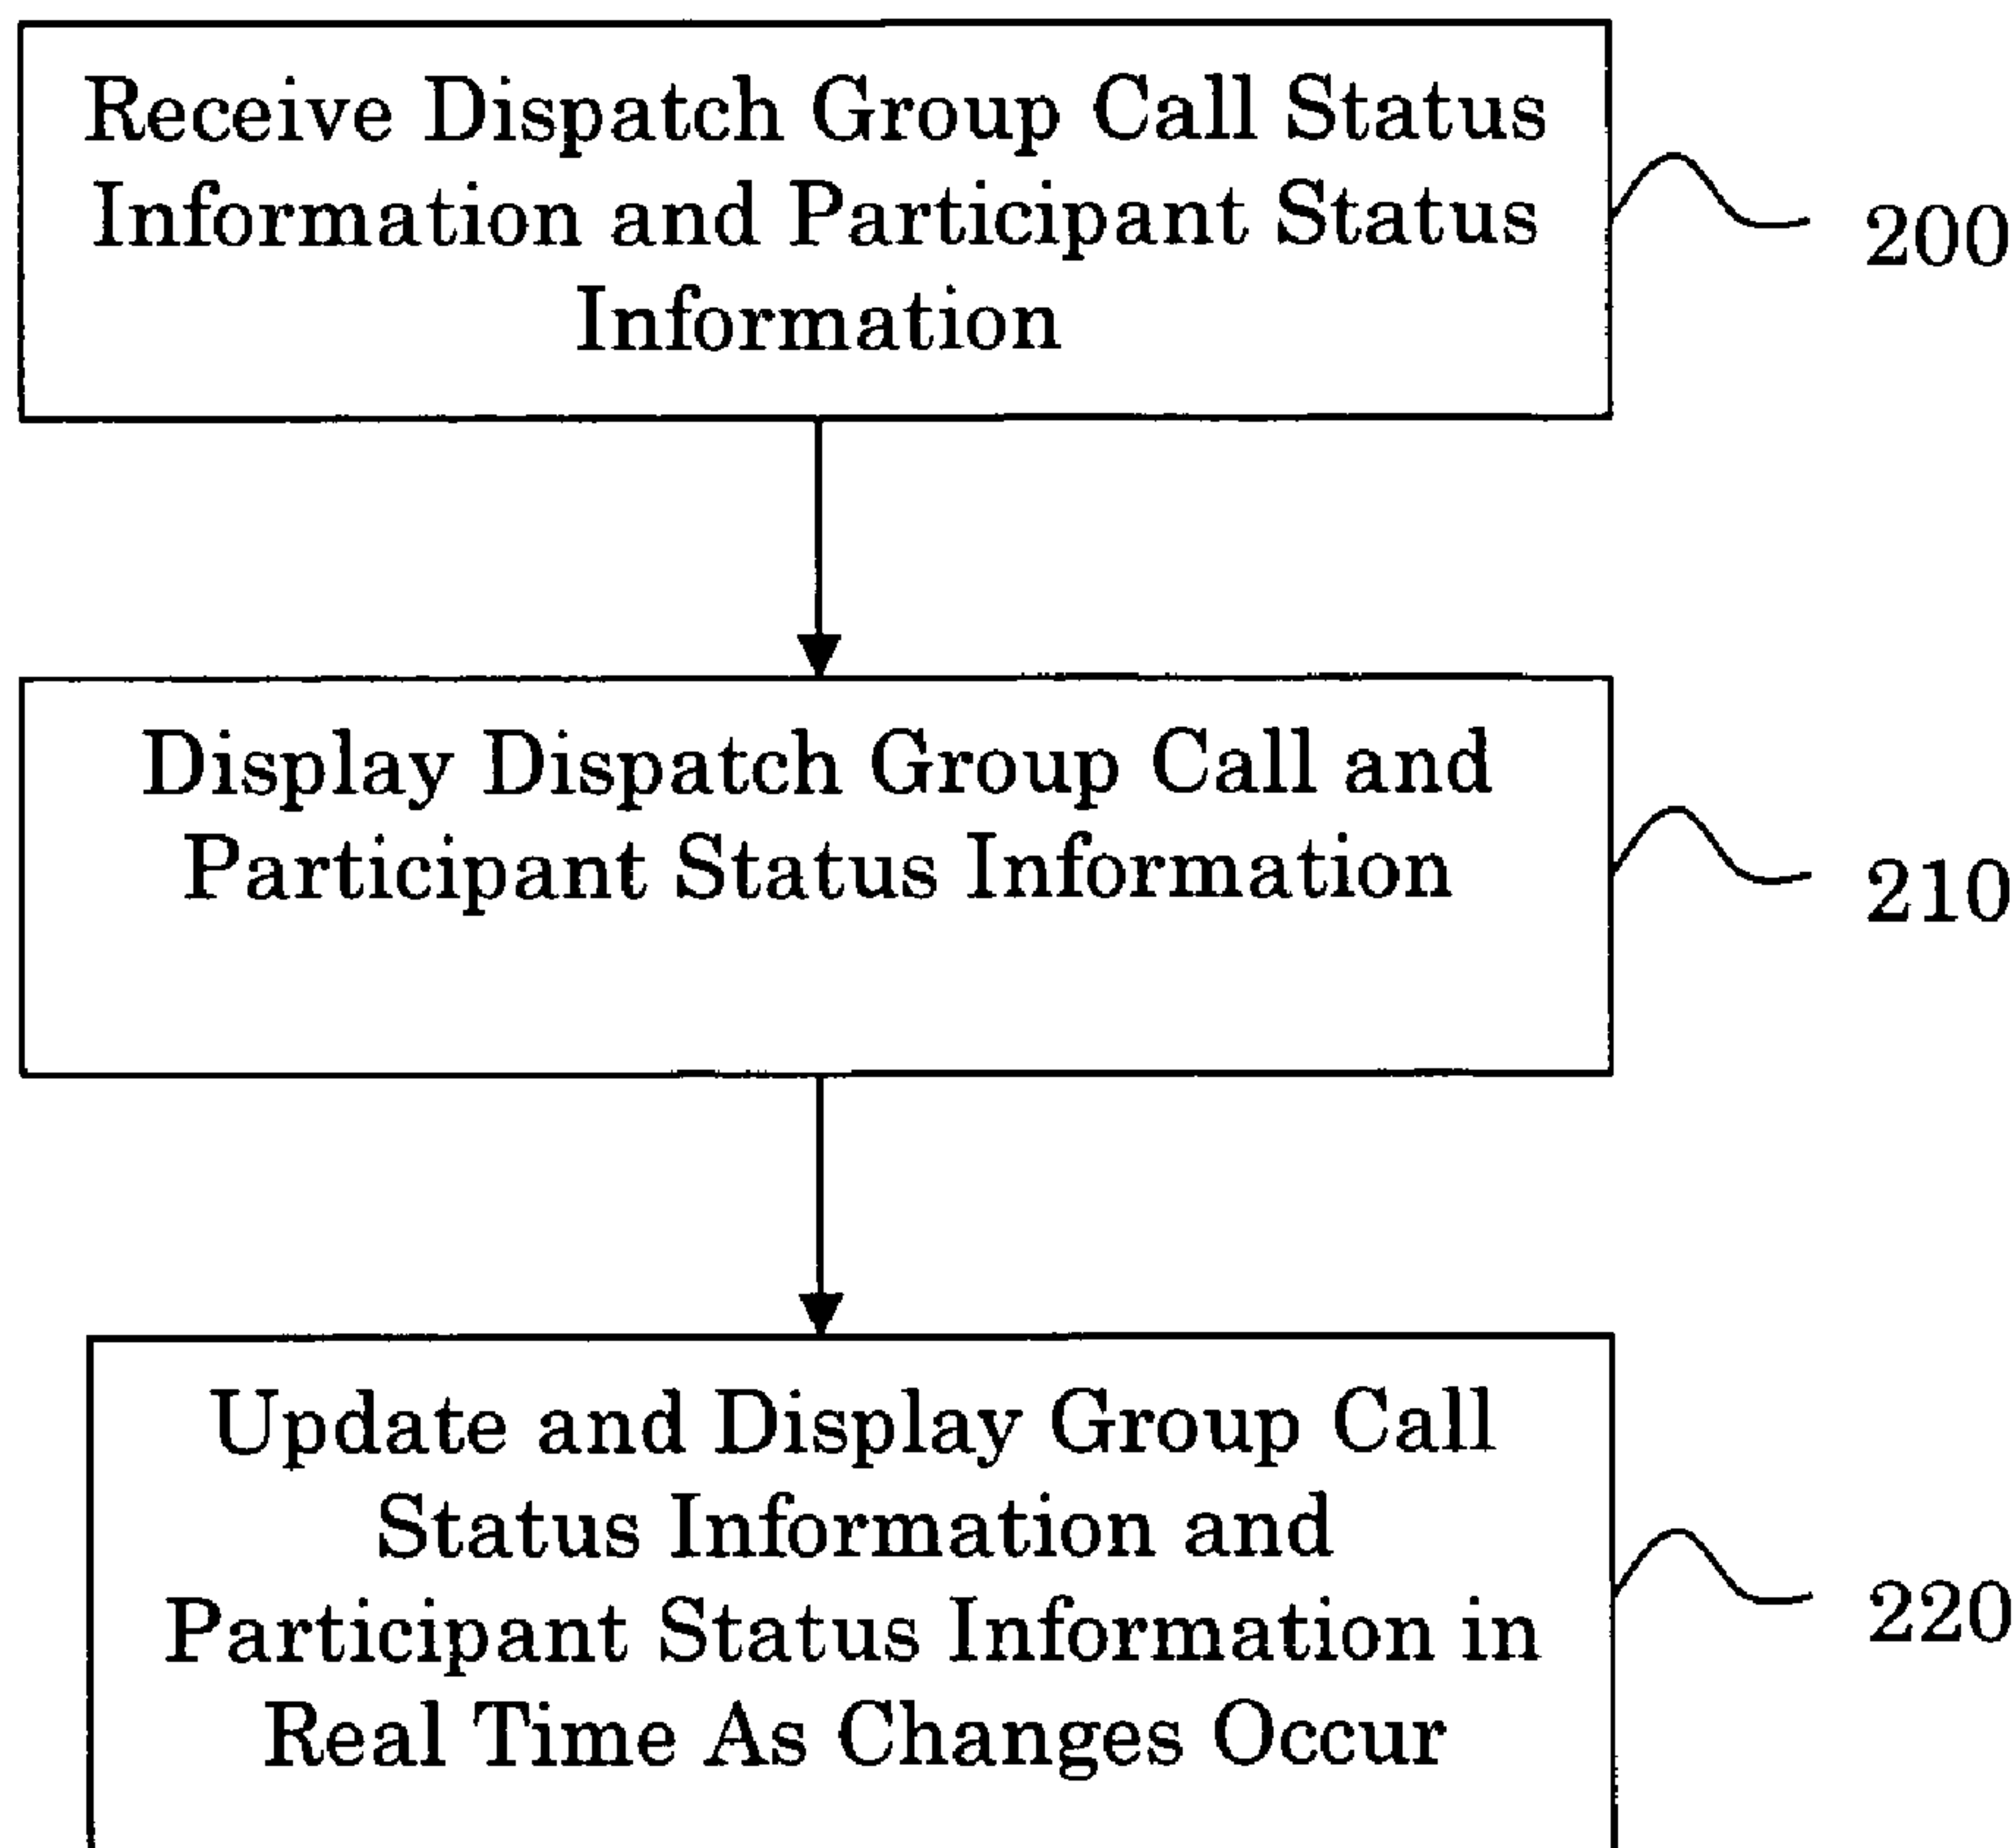 Receive Dispatch Group Call Status
Information and Participant Status
Information
200
Display Dispatch Group Call and
Participant Status Information
210
Update and Display Group Call
Status Information and
Participant Status Information in
Real Time As Changes Occur
220